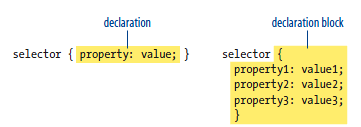 declaration
selector { property: value; }
declaration block
selector {
property1: value1;
property2: value2;
property3: value3;
}